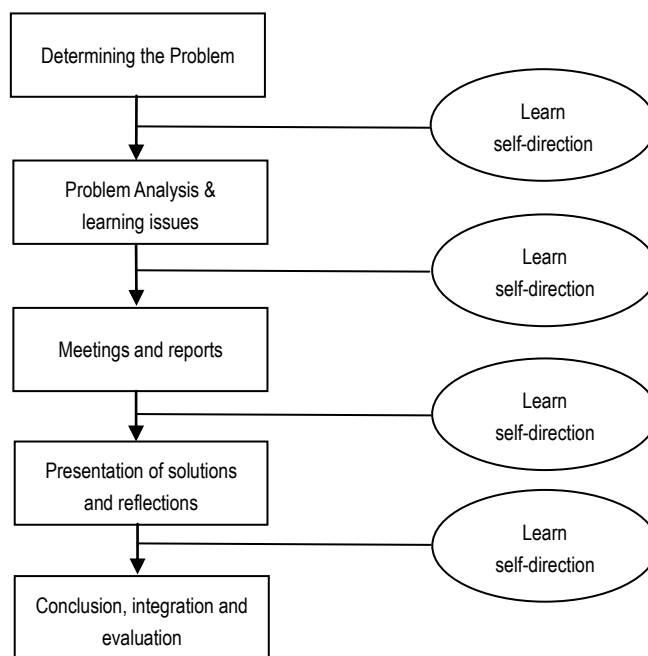 Determining the Problem
Learn
self-direction
Problem Analysis &
learning issues
Learn
self-direction
Meetings and reports
Learn
self-direction
Presentation of solutions
and reflections
Learn
self-direction
Conclusion, integration and
evaluation